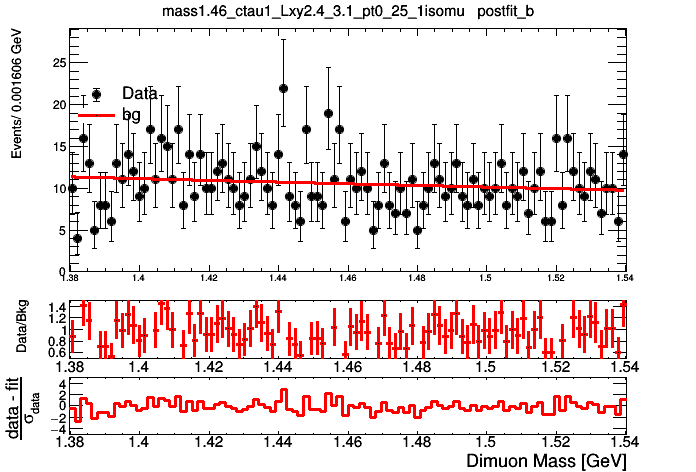 mass1.46_ctau1_Lxy2.4_3.1_pt0_25_1isomu postfit_b
Events/ 0.001606 GeV
25
20
15
10
5
0
Data
bg
1.38 1.4 1.42 1.44 1.46 1.48 1.5 1.52 1.54
Data/Bkg
1.4
1.2
1
0.8
0.6
1.38 1.4 1.42 1.44 1.46 1.48 1.5 1.52 1.54
data - fit
σdata
4
2
0
−2
−4
1.38 1.4 1.42 1.44 1.46 1.48 1.5 1.52 1.54
Dimuon Mass [GeV]